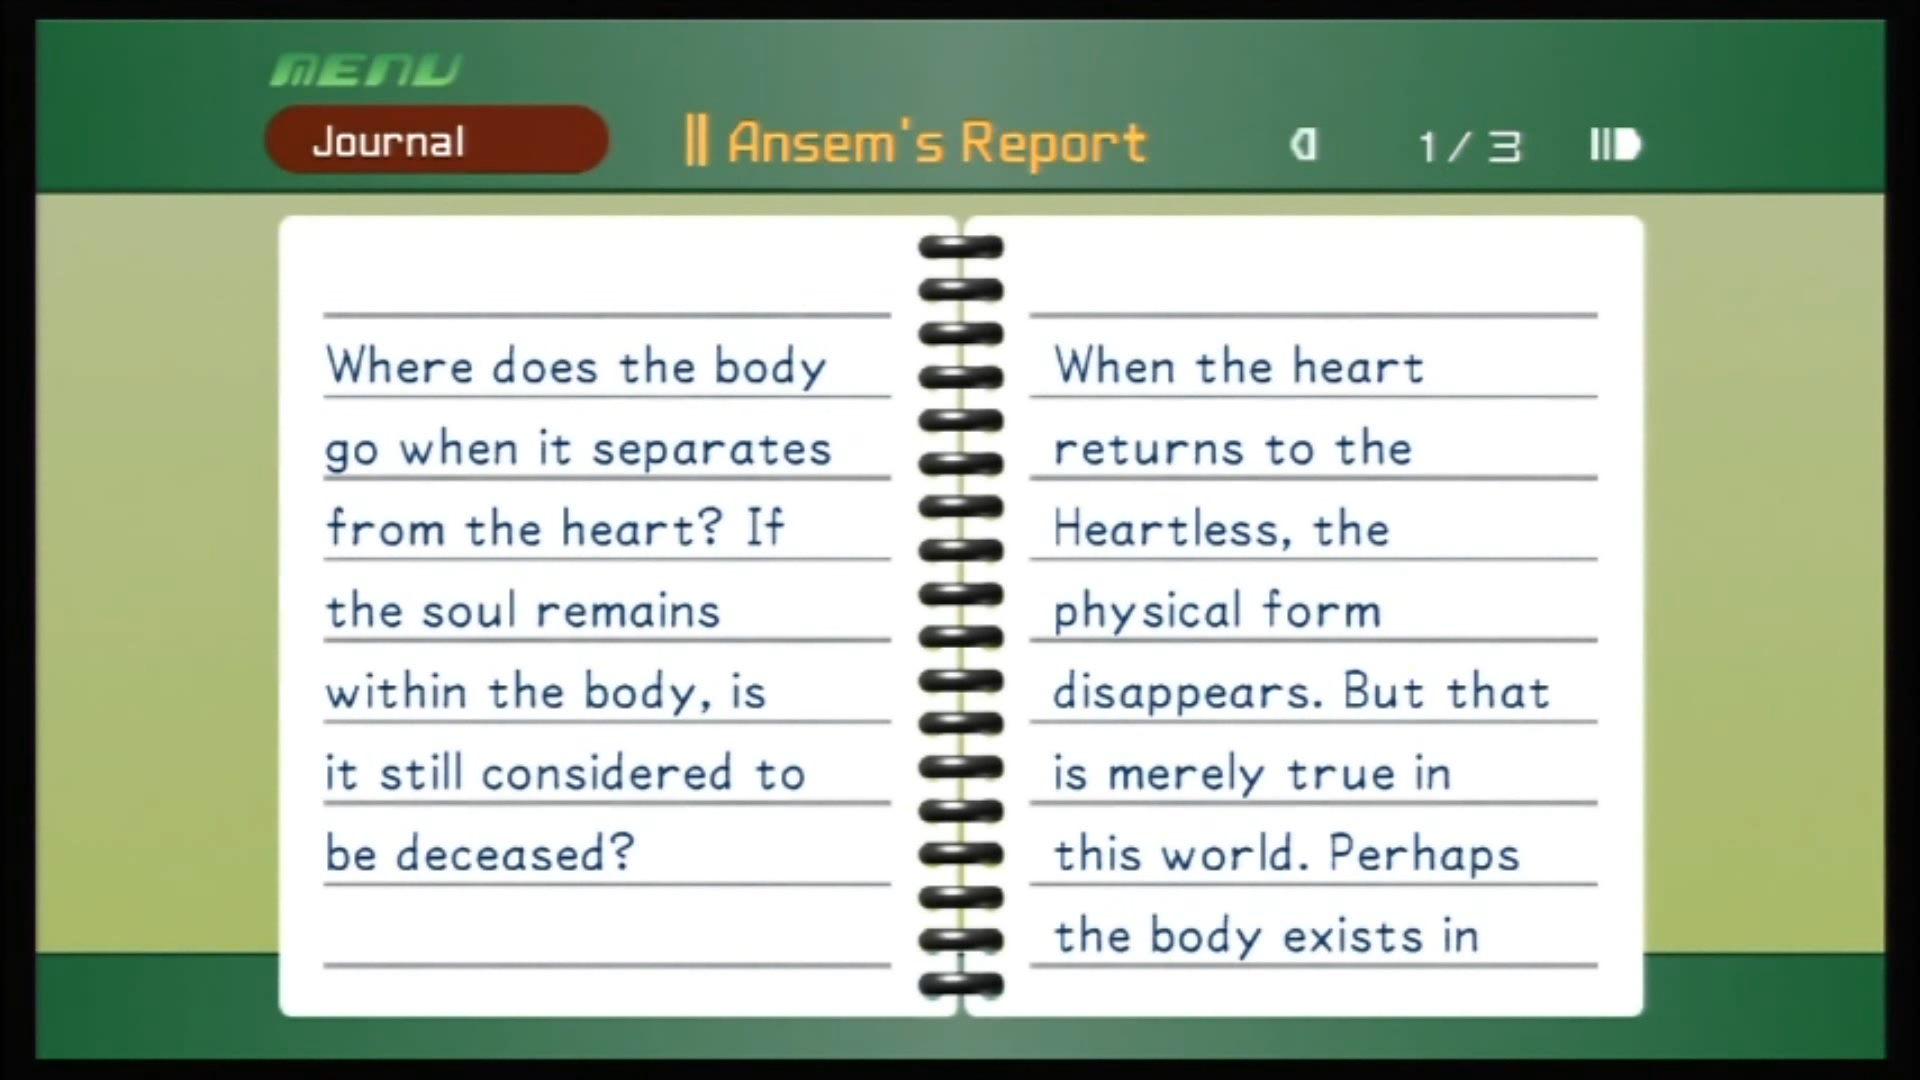 MENU
Journal
Ansem's Report
1/3
Where does the body
go when it separates
from the heart? If
the soul remains
within the body, is
it still considered to
be deceased?
When the heart
returns to the
Heartless, the
physical form
disappears. But that
is merely true in
this world. Perhaps
the body exists in